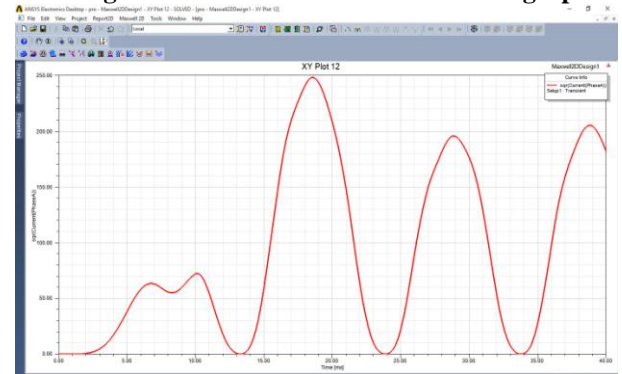 ANSYS Electronics Desktop - pro - Maxwell2DDesign1 - XY Plot 12 - SOLVED - [pro - Maxwell2DDesign1 - XY Plot 12]
File Edit View Project Report2D Maxwell 2D Tools Window Help
XY Plot 12
Maxwell2DDesign1
Curve Info
sqr(Current(PhaseA))
Setup1 : Transient
Project Manager
Properties
250.00
200.00
150.00
100.00
50.00
0.00
sqr(Current(PhaseA))
0.00 5.00 10.00 15.00 20.00 25.00 30.00 35.00 40.00
Time [ms]